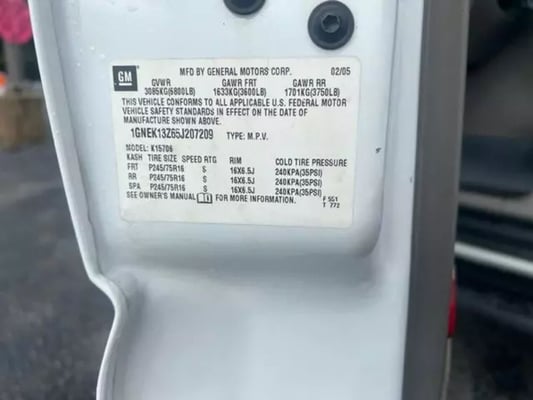 GM MFD BY GENERAL MOTORS CORP. 02/05
GVWR GAWR FRT GAWR RR
3085KG(6800LB) 1633KG(3600LB) 1701KG(3750LB)
THIS VEHICLE CONFORMS TO ALL APPLICABLE U.S. FEDERAL MOTOR
VEHICLE SAFETY STANDARDS IN EFFECT ON THE DATE OF
MANUFACTURE SHOWN ABOVE.
1GNEK13Z65J207209 TYPE: M.P.V.
MODEL: K15706
KASH TIRE SIZE SPEED RTG RIM COLD TIRE PRESSURE
FRT P245/75R16 S 16X6.5J 240KPA(35PSI)
RR P245/75R16 S 16X6.5J 240KPA(35PSI)
SPA P245/75R16 S 16X6.5J 240KPA(35PSI)
SEE OWNER'S MANUAL FOR MORE INFORMATION. F 551
T 772